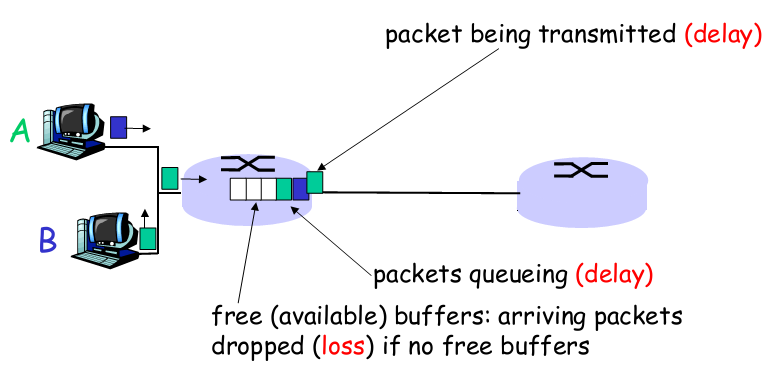 packet being transmitted (delay)
A
B
packets queueing (delay)
free (available) buffers: arriving packets
dropped (loss) if no free buffers